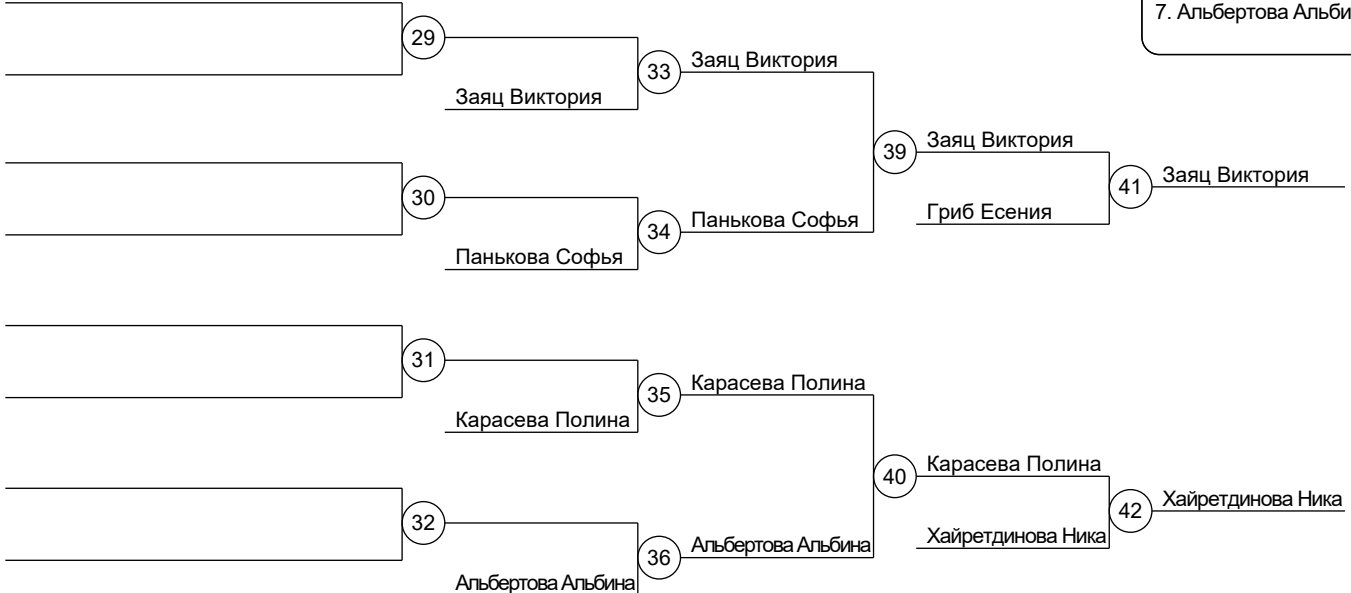 7. Альбертова Альби
29
33
Заяц Виктория
Заяц Виктория
39
Заяц Виктория
41
Заяц Виктория
30
34
Панькова Софья
Гриб Есения
Панькова Софья
31
35
Карасева Полина
Карасева Полина
40
Карасева Полина
42
Хайретдинова Ника
32
36
Альбертова Альбина
Хайретдинова Ника
Альбертова Альбина